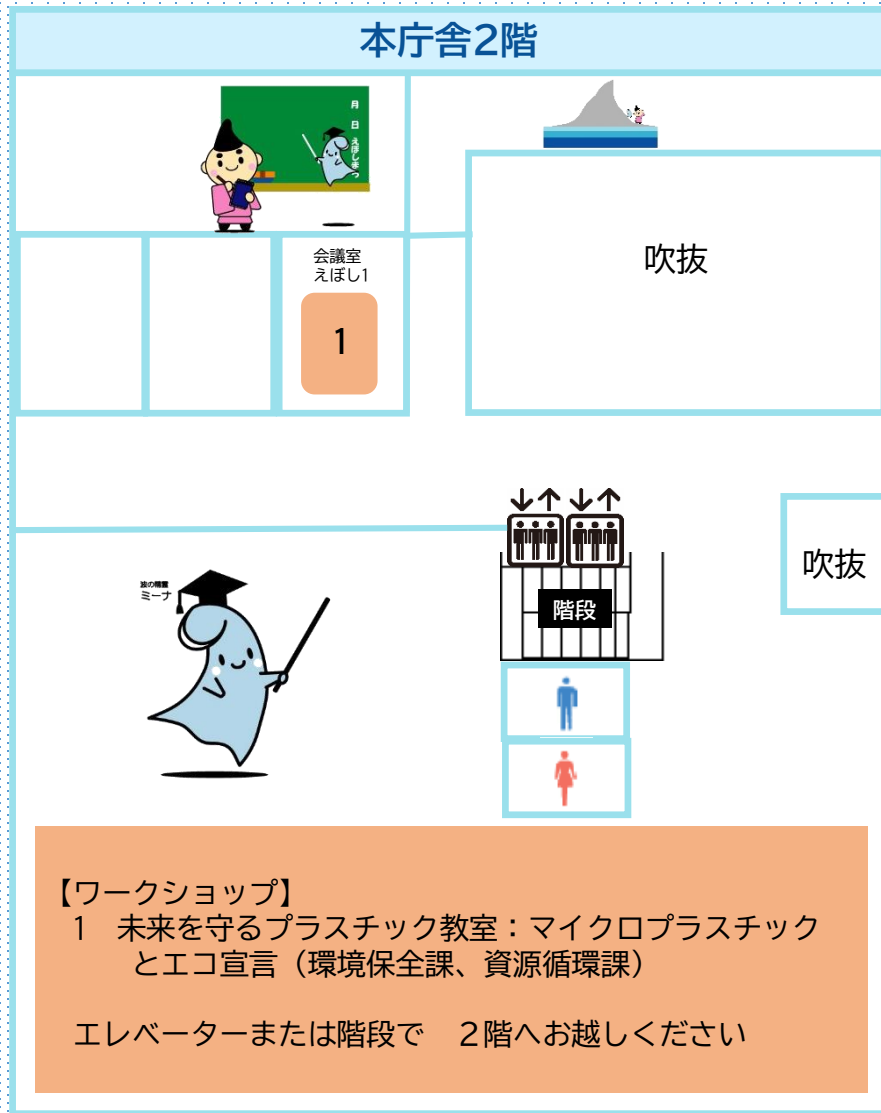 本庁舎2階
月
日
えぼしまつ
会議室
えぼし1
1
吹抜
吹抜
階段
波の精霊
ミーナ
【ワークショップ】
1　未来を守るプラスチック教室：マイクロプラスチック
とエコ宣言（環境保全課、資源循環課）
エレベーターまたは階段で　２階へお越しください